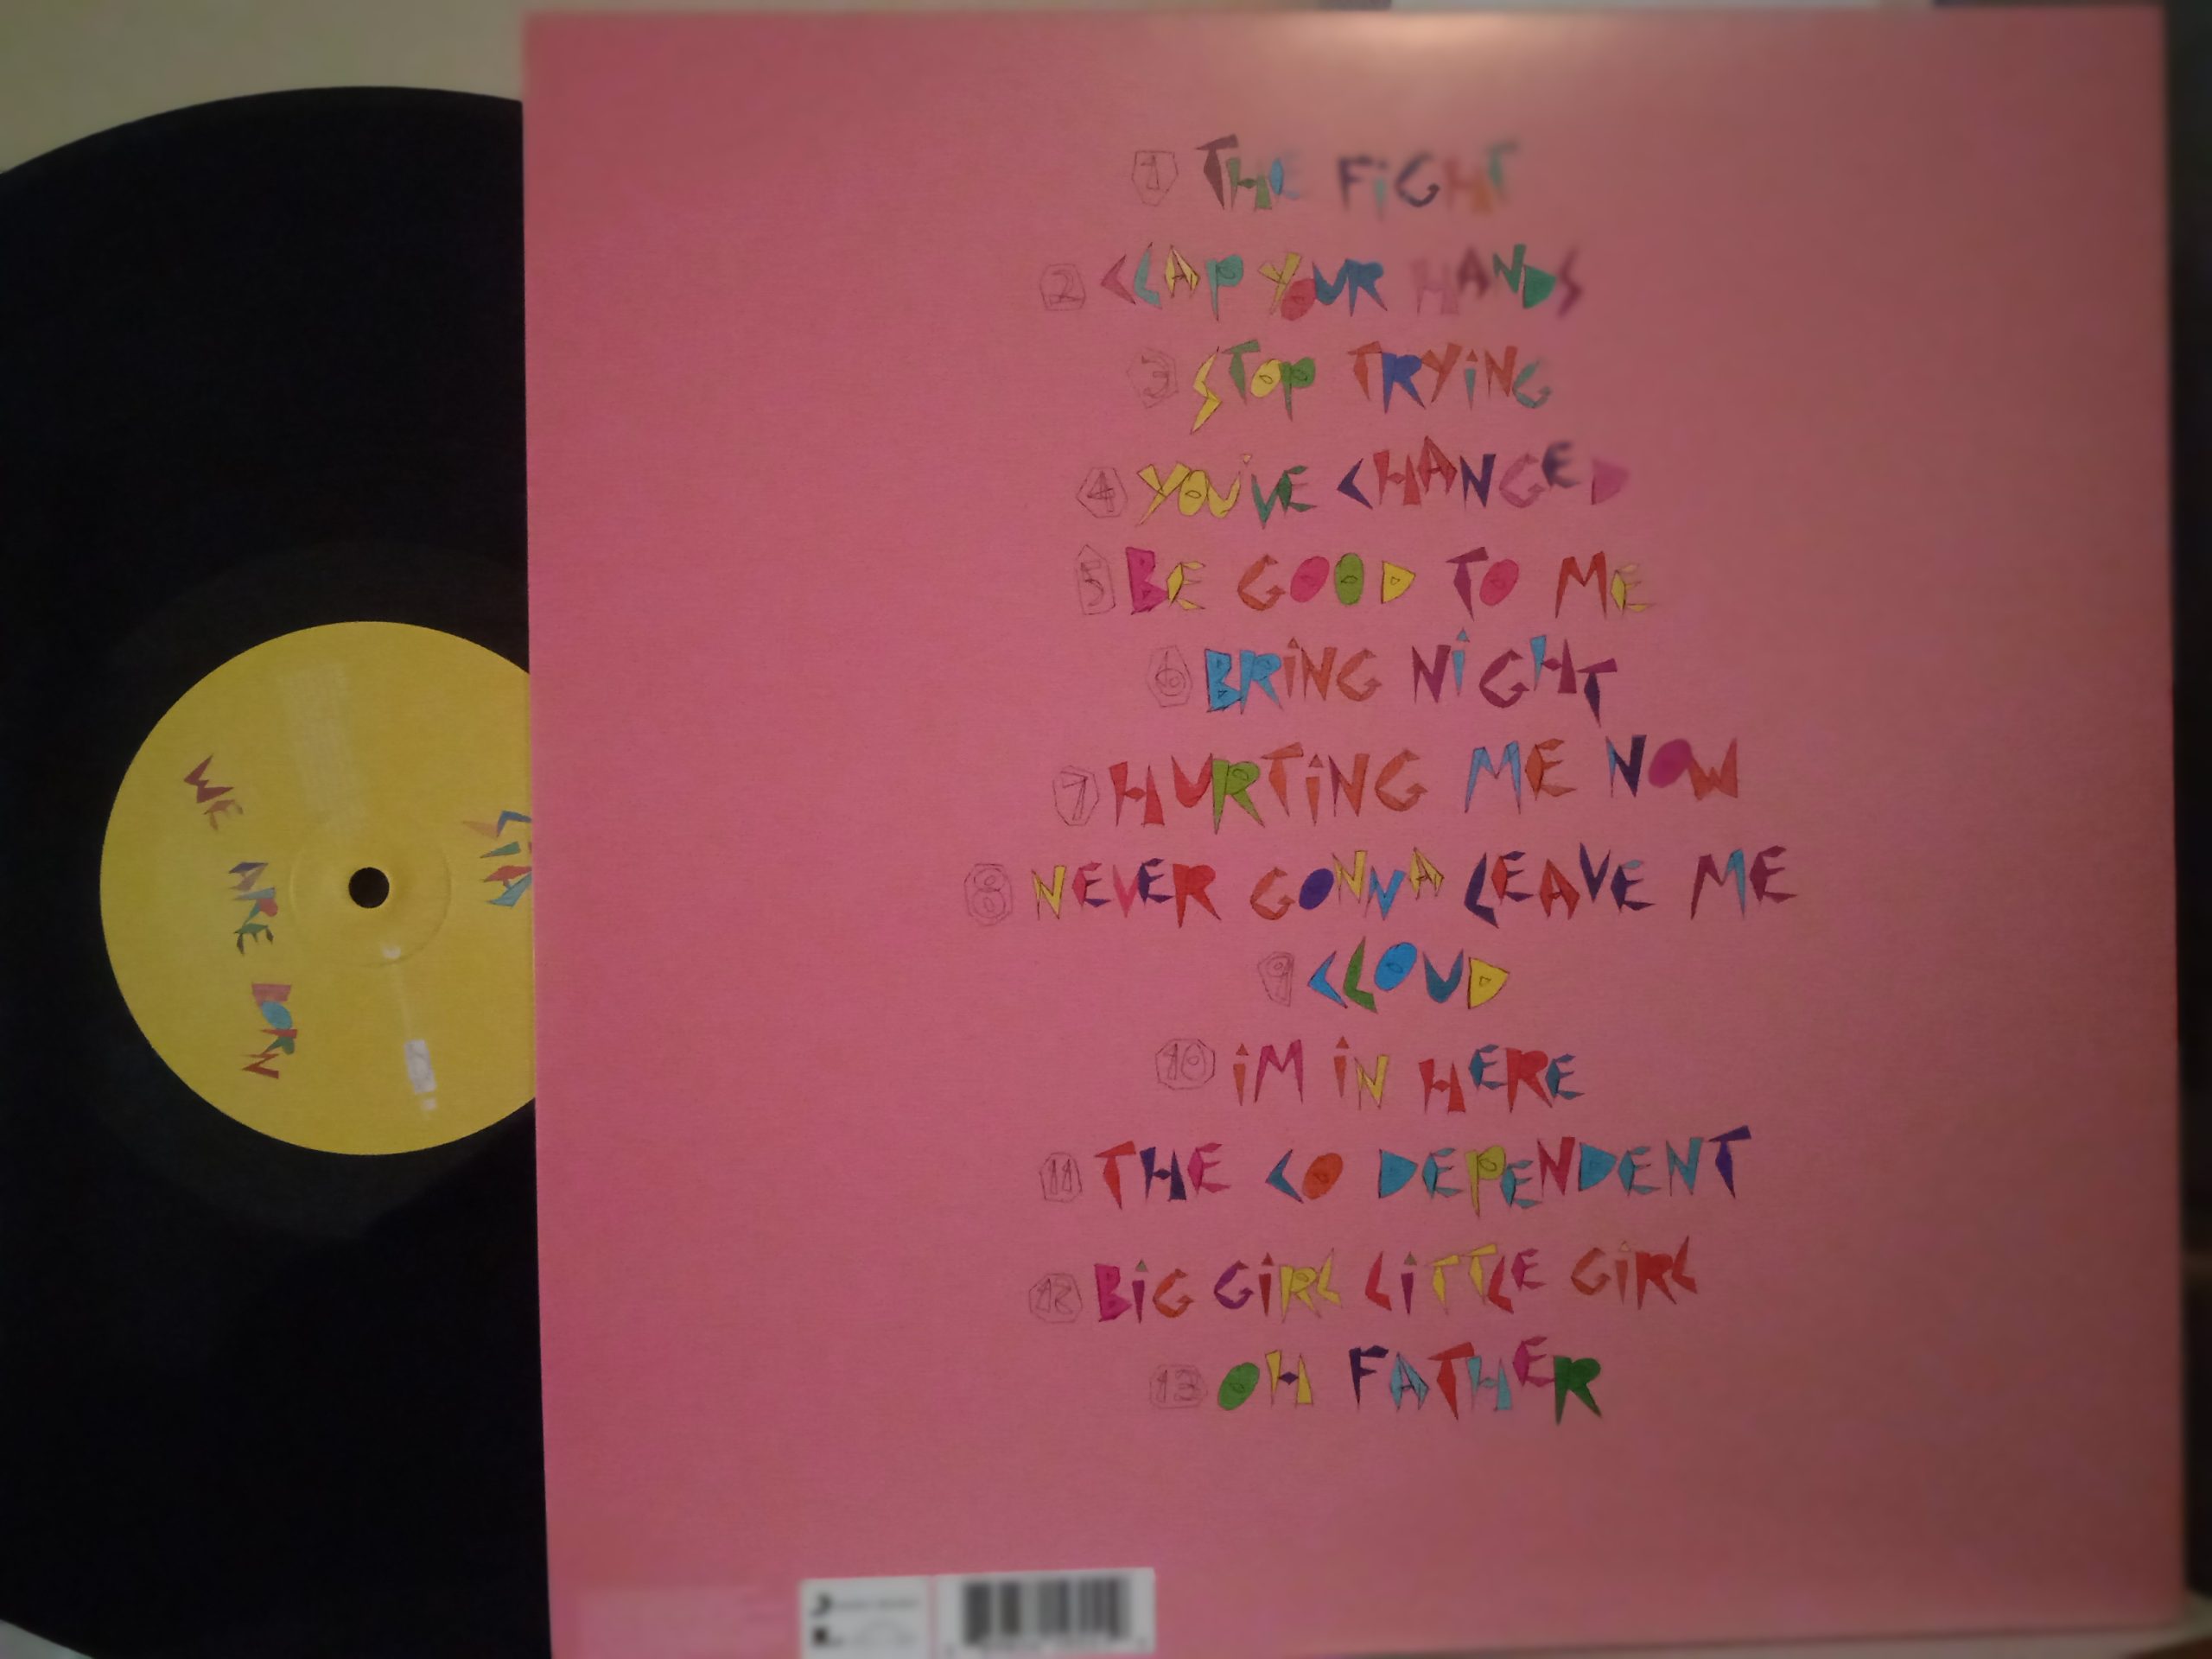 SIA
WE ARE BORN
1 THE FiGHT
2 CLAP YOUR HANDS
3 STOP TRYiNG
4 YOU'VE CHANGED
5 BE GOOD TO ME
6 BRiNG NiGHT
7 HURTiNG ME NOW
8 NEVER GONNA LEAVE ME
9 CLOUD
10 iM iN HERE
11 THE CO DEPENDENT
12 BiG GiRL LiTTLE GiRL
13 OH FATHER